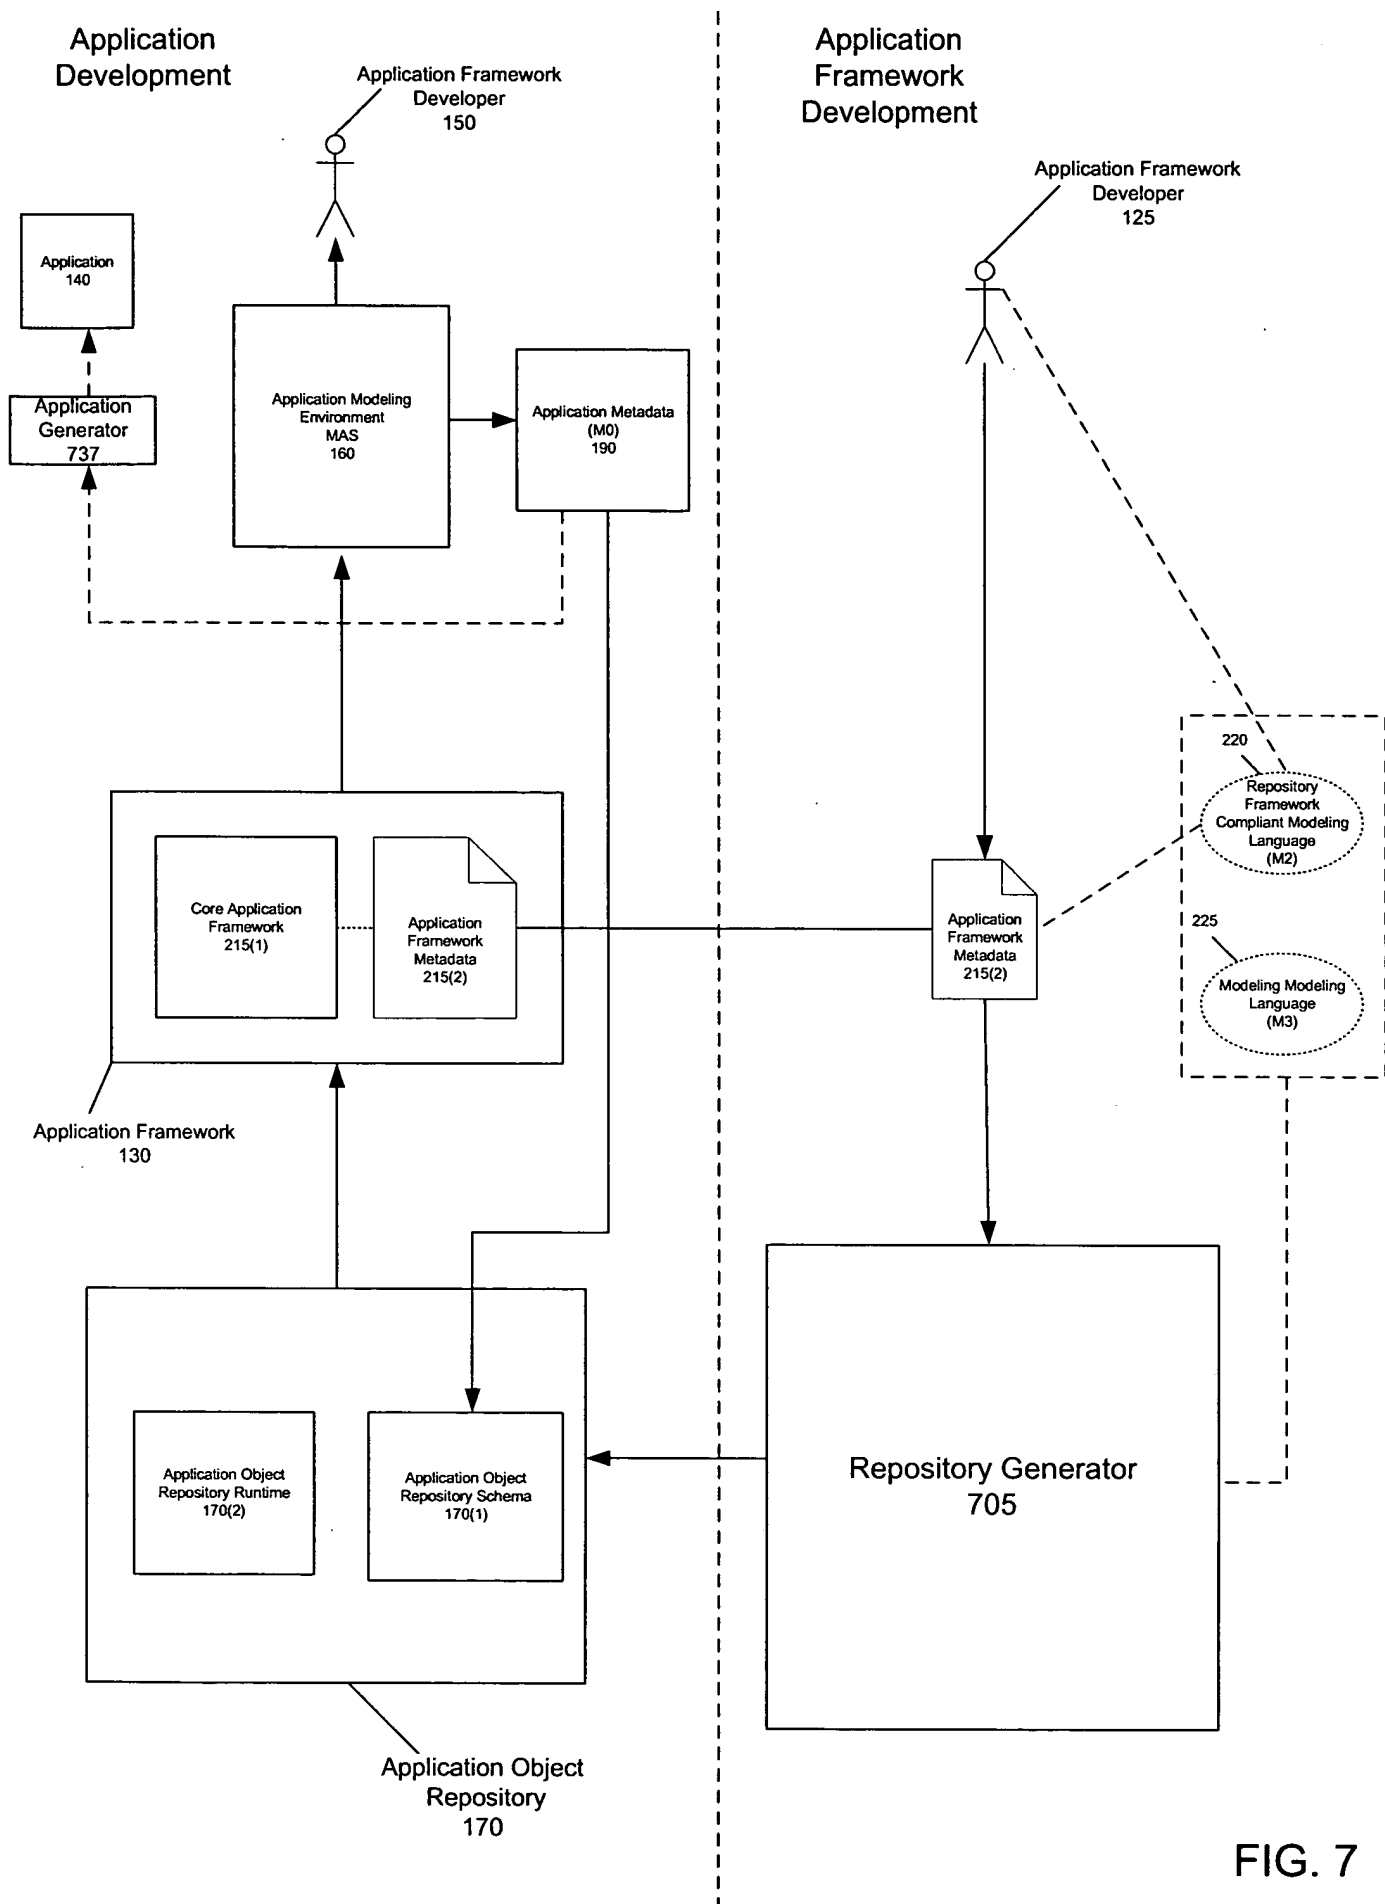 Application
Development
Application
Framework
Development
Application Framework
Developer
150
Application Framework
Developer
125
Application
140
Application
Generator
737
Application Modeling
Environment
MAS
160
Application Metadata
(M0)
190
220
Repository
Framework
Compliant Modeling
Language
(M2)
225
Modeling Modeling
Language
(M3)
Core Application
Framework
215(1)
Application
Framework
Metadata
215(2)
Application
Framework
Metadata
215(2)
Application Framework
130
Application Object
Repository Runtime
170(2)
Application Object
Repository Schema
170(1)
Repository Generator
705
Application Object
Repository
170
FIG. 7